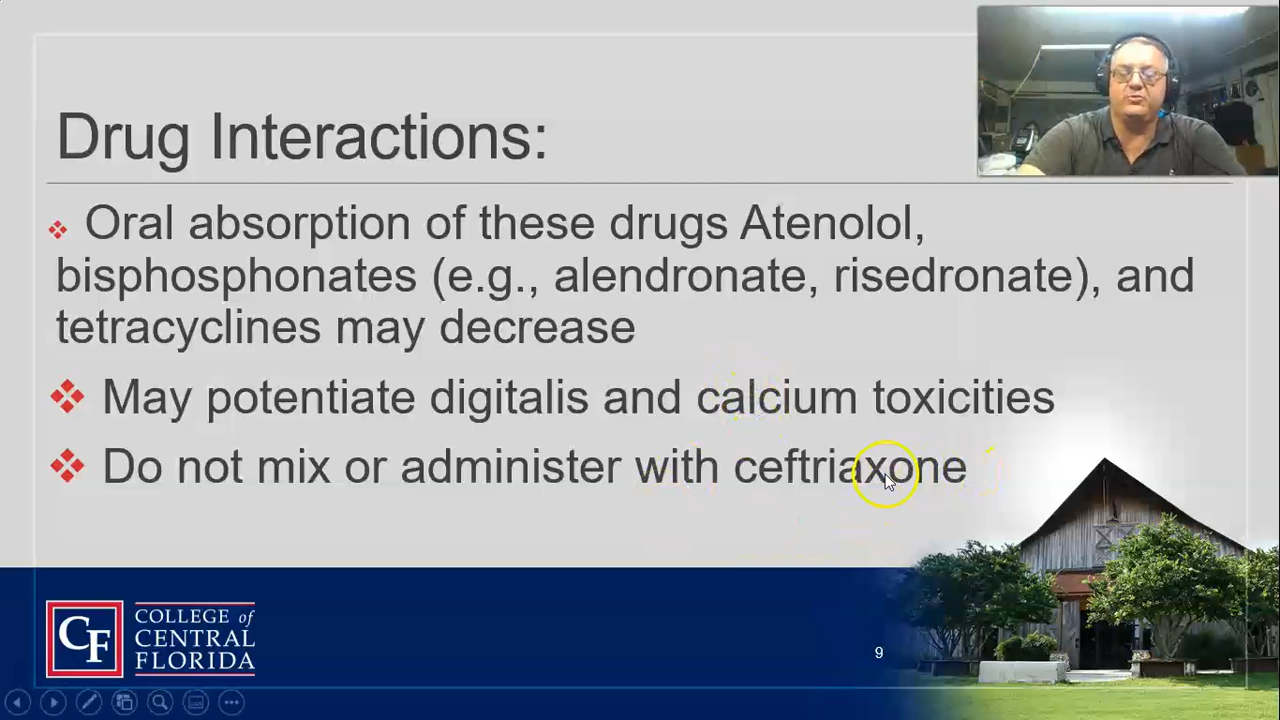 Drug Interactions:
Oral absorption of these drugs Atenolol,
bisphosphonates (e.g., alendronate, risedronate), and
tetracyclines may decrease
May potentiate digitalis and calcium toxicities
Do not mix or administer with ceftriaxone
CF
COLLEGE of
CENTRAL
FLORIDA
9